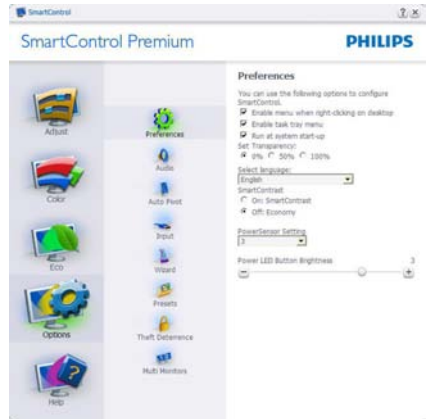 SmartControl
SmartControl Premium
PHILIPS
Adjust
Color
Eco
Options
Help
Preferences
Audio
Auto Pivot
Input
Wizard
Presets
Theft Deterrence
Multi Monitors
Preferences
You can use the following options to configure
SmartControl.
Enable menu when right-clicking on desktop
Enable task tray menu
Run at system start-up
Set Transparency:
0% 50% 100%
Select language:
English
SmartContrast
On: SmartContrast
Off: Economy
PowerSensor Setting
3
Power LED Button Brightness 3